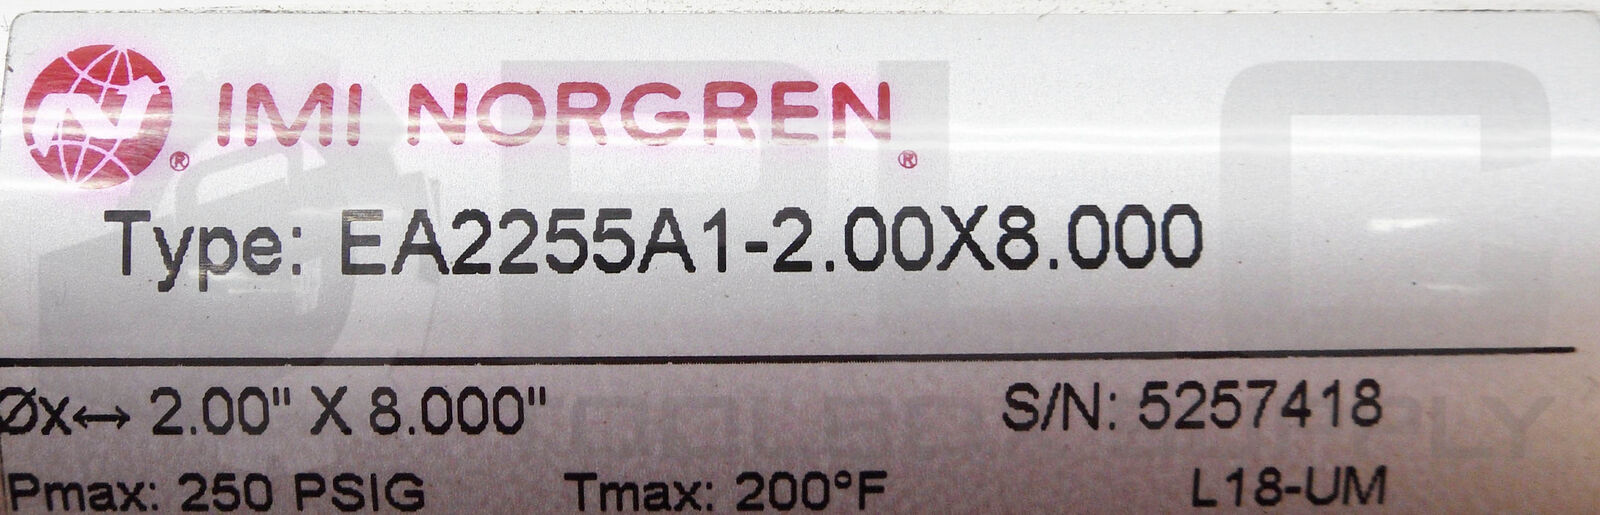 IMI NORGREN®
Type: EA2255A1-2.00X8.000
Øx↔ 2.00" X 8.000" S/N: 5257418
Pmax: 250 PSIG Tmax: 200°F L18-UM